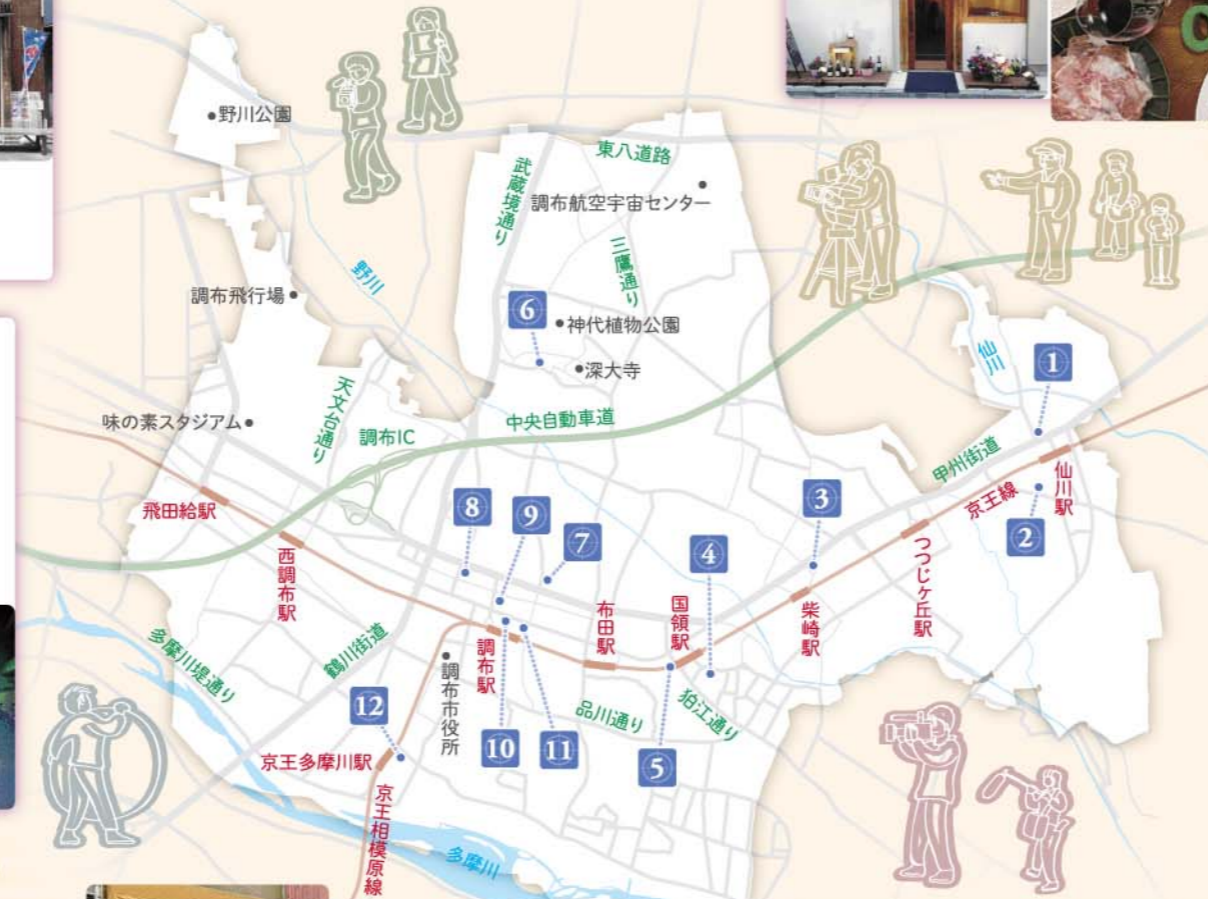 野川公園
東八道路
武蔵境通り
調布航空宇宙センター
三鷹通り
野川
調布飛行場
6
神代植物公園
深大寺
仙川
1
天文台通り
味の素スタジアム
調布IC
中央自動車道
甲州街道
仙川駅
京王線
2
飛田給駅
8
9
7
3
4
西調布駅
つつじヶ丘駅
布田駅
国領駅
柴崎駅
多摩川堤通り
鶴川街道
調布駅
調布市役所
品川通り
狛江通り
12
10
11
5
京王多摩川駅
京王相模原線
多摩川